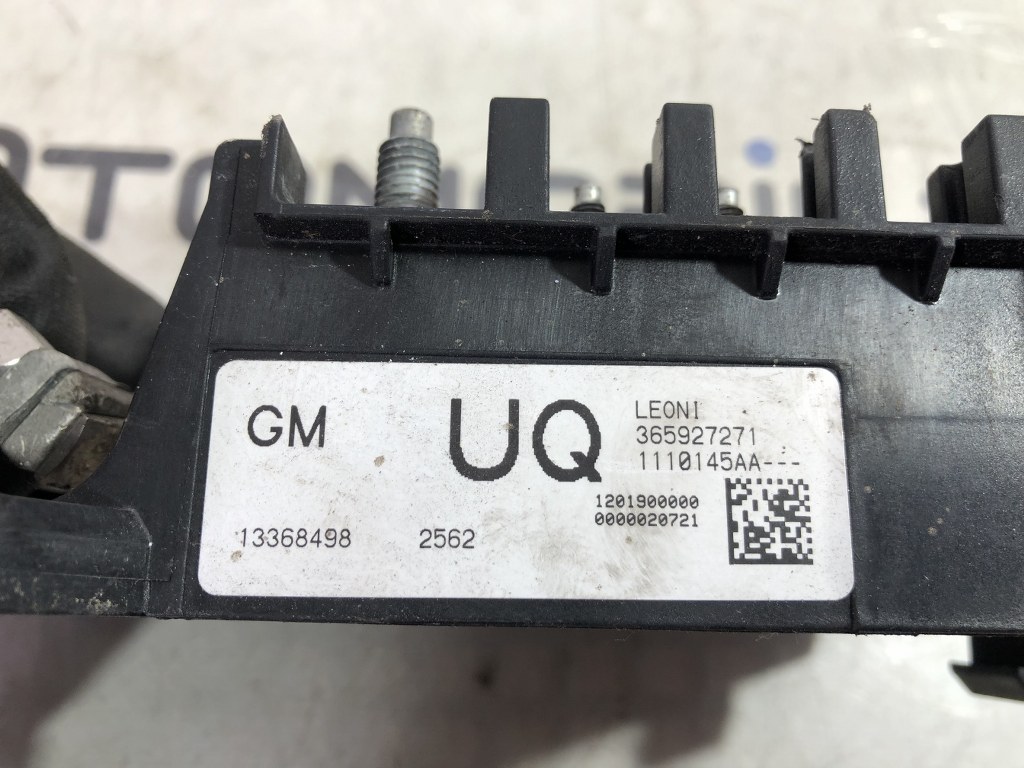 GM
UQ
LEONI
365927271
1110145AA---
1201900000
0000020721
13368498
2562